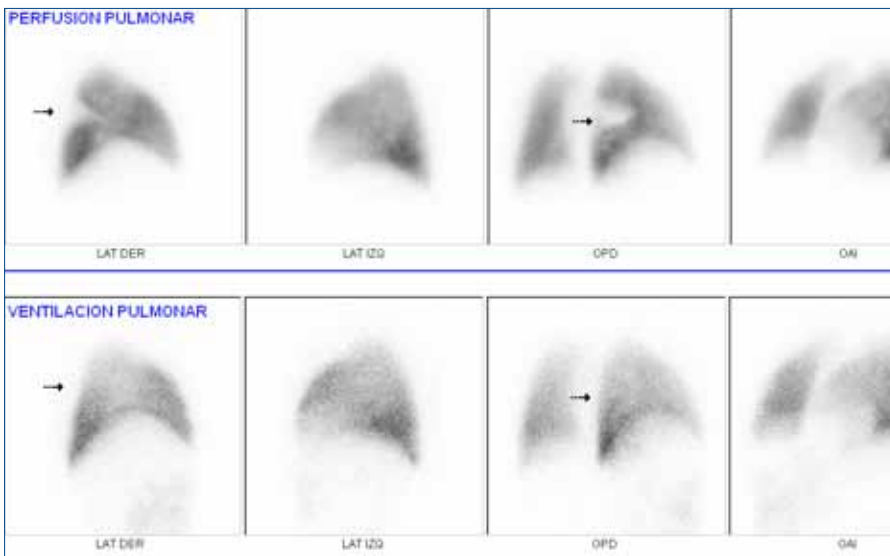 PERFUSION PULMONAR
LAT DER
LAT IZQ
OPD
OAI
VENTILACION PULMONAR
LAT DER
LAT IZQ
OPD
OAI